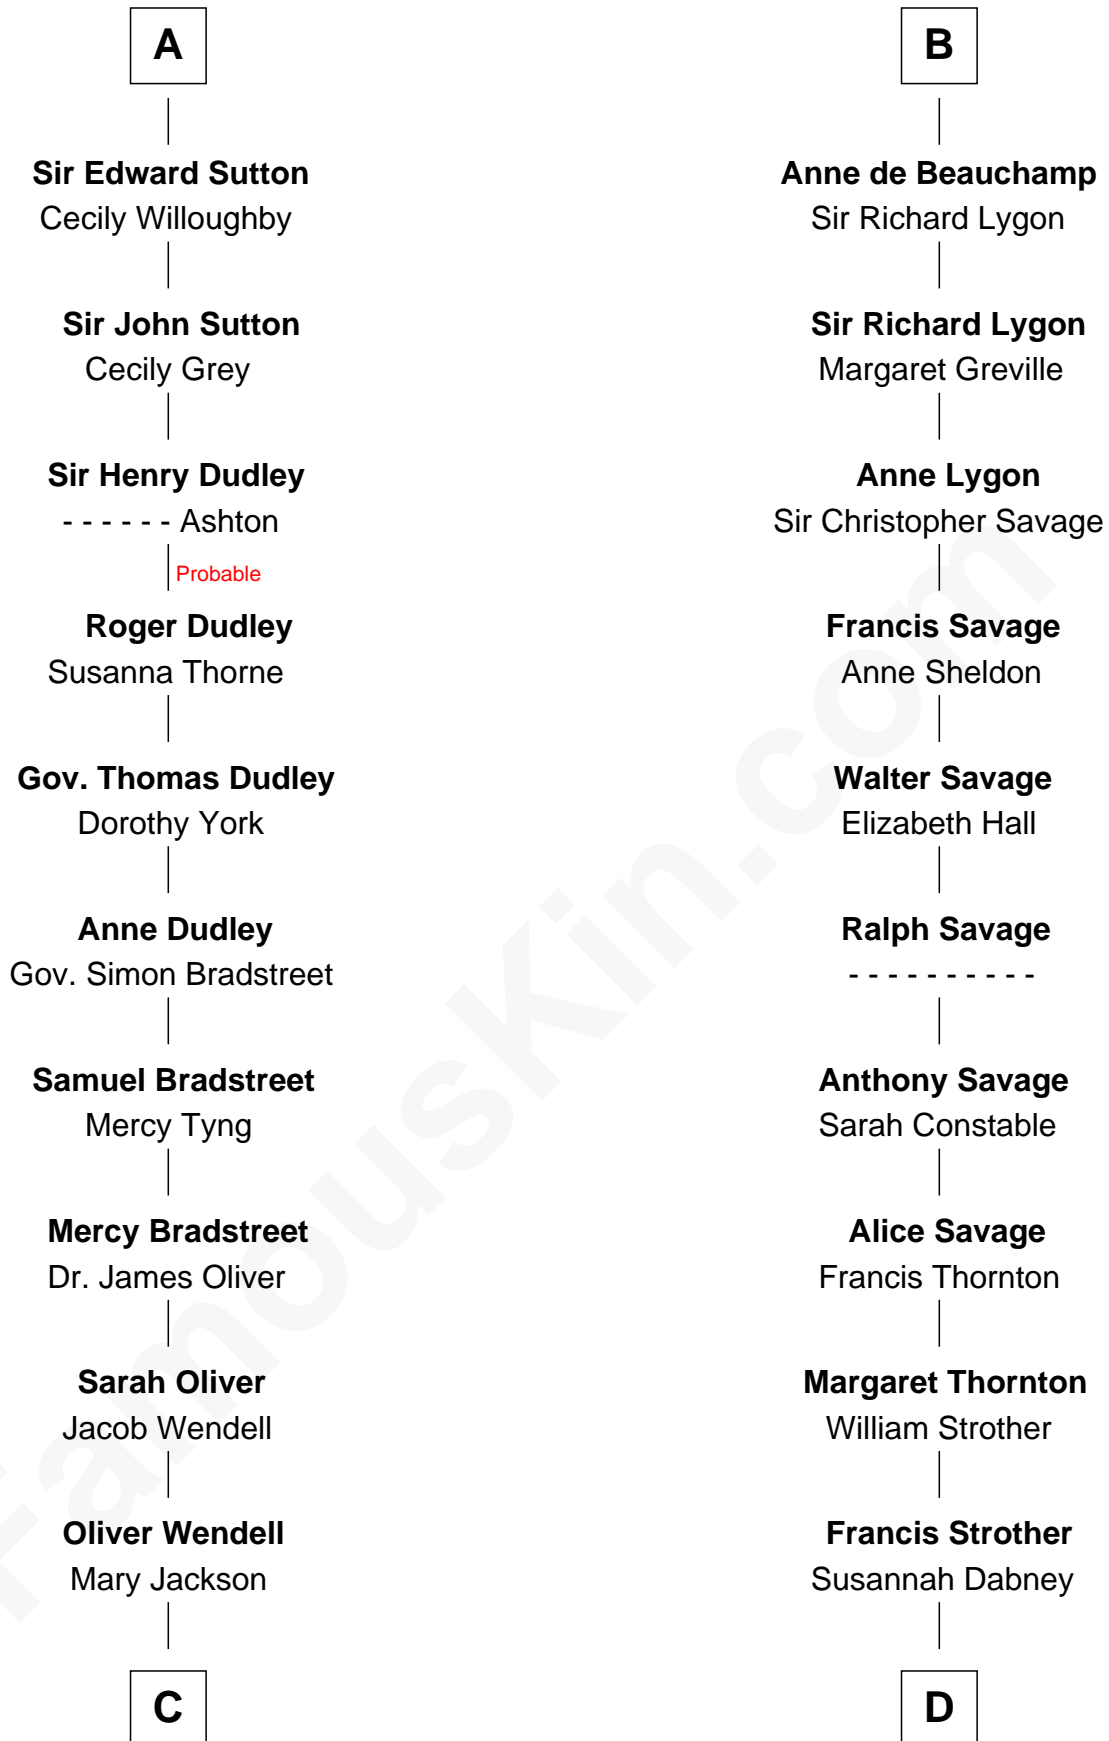 A
Sir Edward Sutton
Cecily Willoughby
Sir John Sutton
Cecily Grey
Sir Henry Dudley
- - - - - - Ashton
Probable
Roger Dudley
Susanna Thorne
Gov. Thomas Dudley
Dorothy York
Anne Dudley
Gov. Simon Bradstreet
Samuel Bradstreet
Mercy Tyng
Mercy Bradstreet
Dr. James Oliver
Sarah Oliver
Jacob Wendell
Oliver Wendell
Mary Jackson
C
B
Anne de Beauchamp
Sir Richard Lygon
Sir Richard Lygon
Margaret Greville
Anne Lygon
Sir Christopher Savage
Francis Savage
Anne Sheldon
Walter Savage
Elizabeth Hall
Ralph Savage
- - - - - - - - - -
Anthony Savage
Sarah Constable
Alice Savage
Francis Thornton
Margaret Thornton
William Strother
Francis Strother
Susannah Dabney
D
FamousKin.com